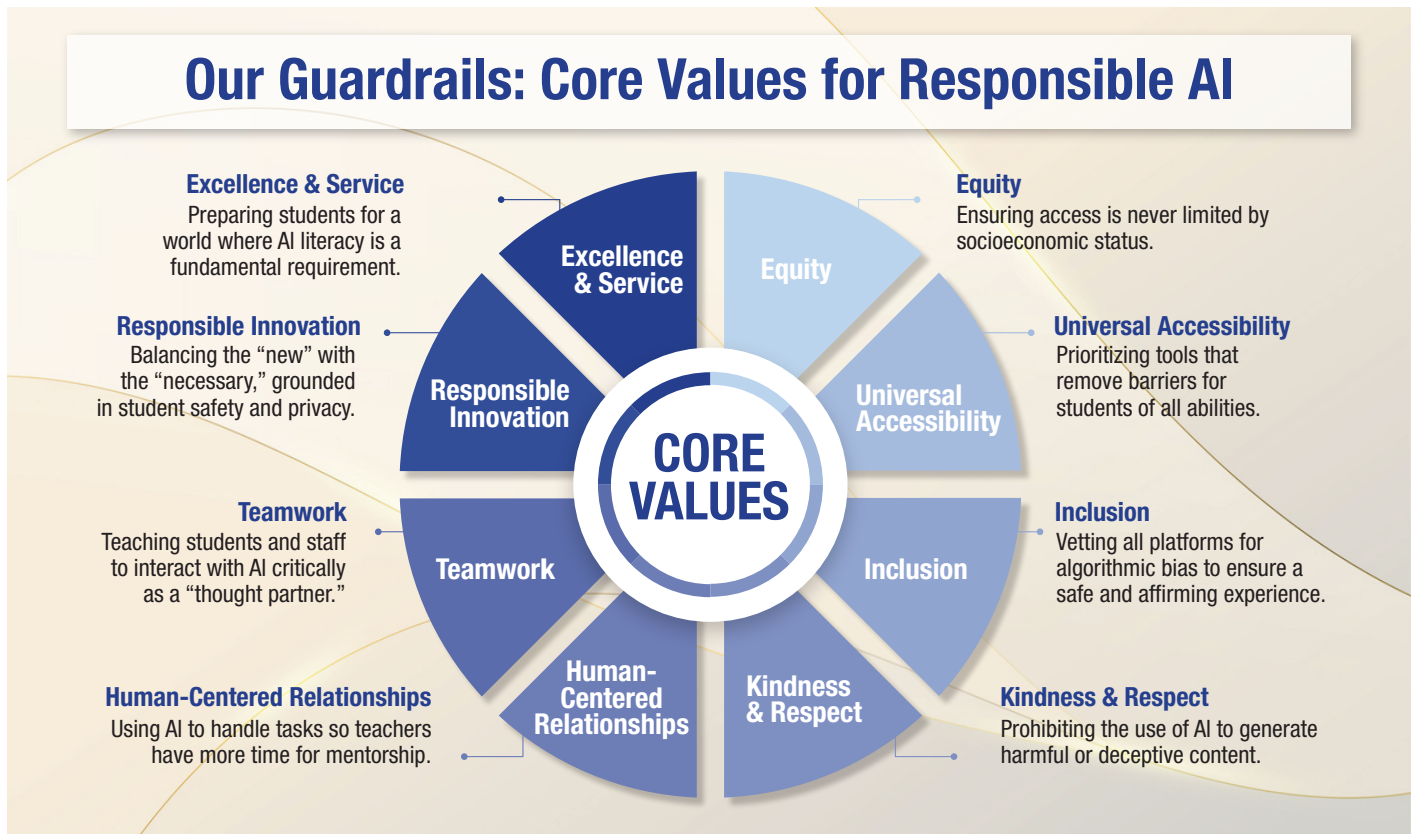 Our Guardrails: Core Values for Responsible AI
Excellence & Service
Preparing students for a
world where AI literacy is a
fundamental requirement.
Responsible Innovation
Balancing the “new” with
the “necessary,” grounded
in student safety and privacy.
Teamwork
Teaching students and staff
to interact with AI critically
as a “thought partner.”
Human-Centered Relationships
Using AI to handle tasks so teachers
have more time for mentorship.
Excellence
& Service
Equity
Responsible
Innovation
Universal
Accessibility
CORE
VALUES
Teamwork
Inclusion
Human-
Centered
Relationships
Kindness
& Respect
Equity
Ensuring access is never limited by
socioeconomic status.
Universal Accessibility
Prioritizing tools that
remove barriers for
students of all abilities.
Inclusion
Vetting all platforms for
algorithmic bias to ensure a
safe and affirming experience.
Kindness & Respect
Prohibiting the use of AI to generate
harmful or deceptive content.